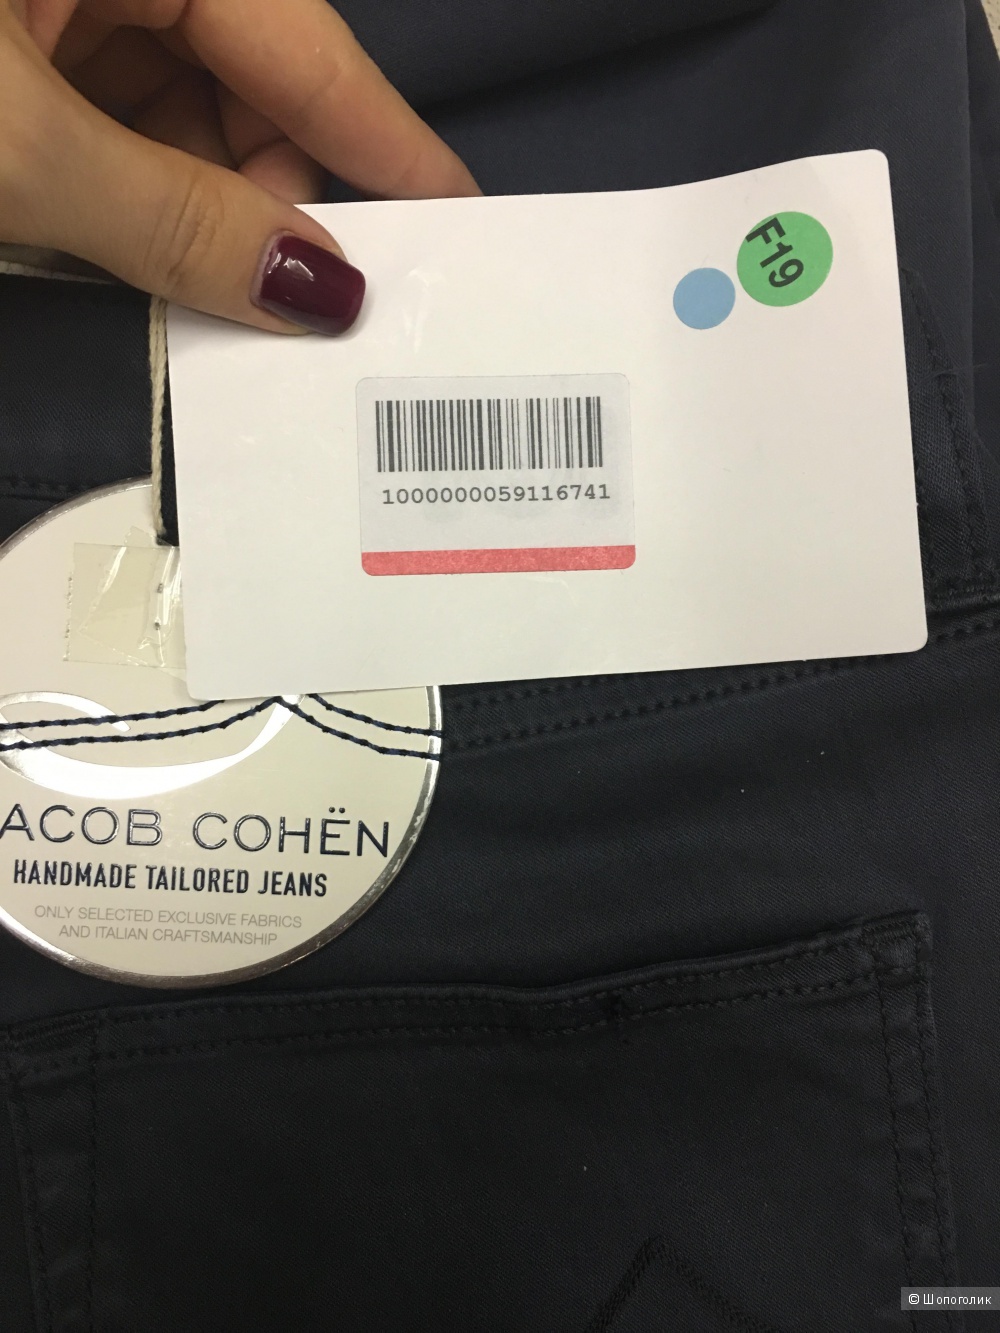 F19
1000000059116741
ACOB COHËN
HANDMADE TAILORED JEANS
ONLY SELECTED EXCLUSIVE FABRICS
AND ITALIAN CRAFTSMANSHIP
© Шопоголик